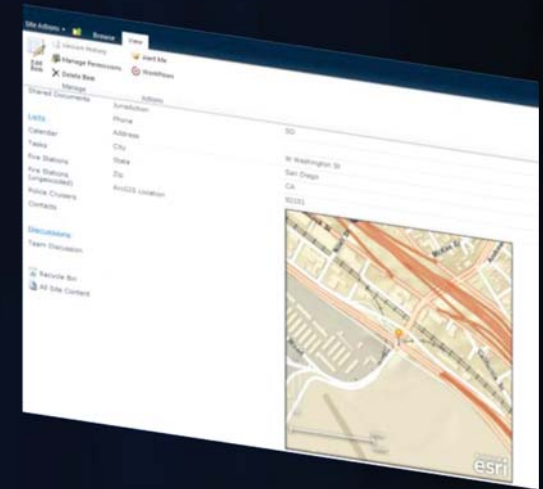 Site Actions Browse View
Edit Item
Version History
Manage Permissions
Delete Item
Manage
Alert Me
Workflows
Actions
Shared Documents
Lists
Calendar
Tasks
Fire Stations
Fire Stations (ungeocoded)
Police Cruisers
Contacts
Discussions
Team Discussion
Recycle Bin
All Site Content
Jurisdiction SD
Phone
Address W Washington St
City San Diego
State CA
Zip 92101
ArcGIS Location
esri